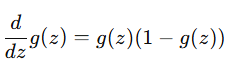 d/dz g(z) = g(z)(1 − g(z))